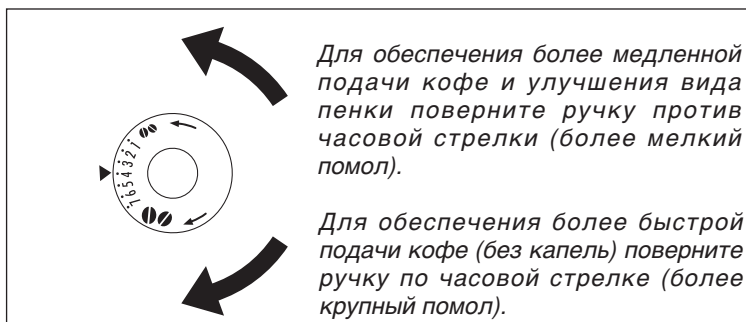 Для обеспечения более медленной
подачи кофе и улучшения вида
пенки поверните ручку против
часовой стрелки (более мелкий
помол).
7654321
Для обеспечения более быстрой
подачи кофе (без капель) поверните
ручку по часовой стрелке (более
крупный помол).